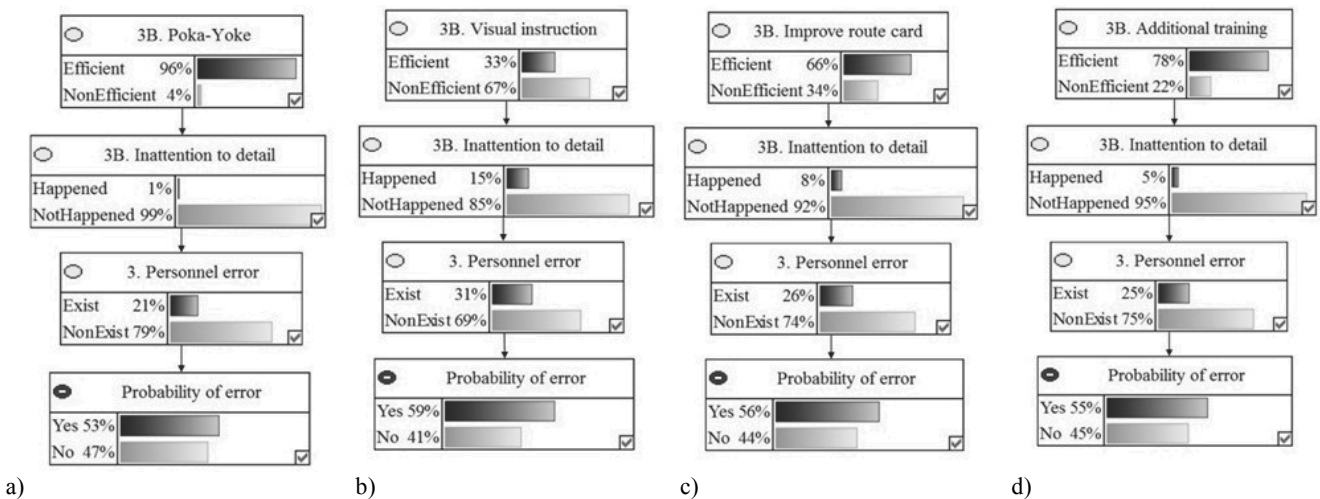 3B. Poka-Yoke
Efficient 96%
NonEfficient 4%
3B. Inattention to detail
Happened 1%
NotHappened 99%
3. Personnel error
Exist 21%
NonExist 79%
Probability of error
Yes 53%
No 47%
a)
3B. Visual instruction
Efficient 33%
NonEfficient 67%
3B. Inattention to detail
Happened 15%
NotHappened 85%
3. Personnel error
Exist 31%
NonExist 69%
Probability of error
Yes 59%
No 41%
b)
3B. Improve route card
Efficient 66%
NonEfficient 34%
3B. Inattention to detail
Happened 8%
NotHappened 92%
3. Personnel error
Exist 26%
NonExist 74%
Probability of error
Yes 56%
No 44%
c)
3B. Additional training
Efficient 78%
NonEfficient 22%
3B. Inattention to detail
Happened 5%
NotHappened 95%
3. Personnel error
Exist 25%
NonExist 75%
Probability of error
Yes 55%
No 45%
d)